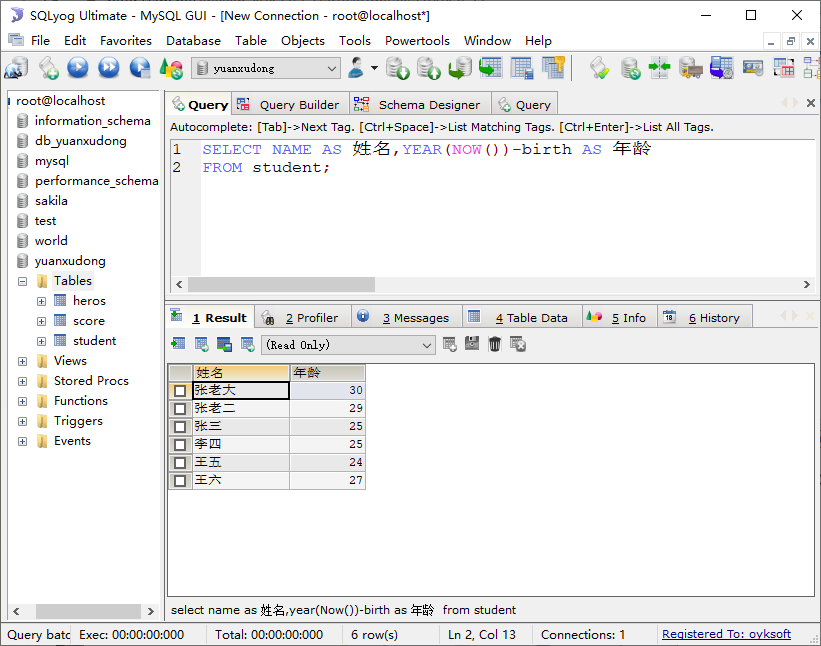 SQLyog Ultimate - MySQL GUI - [New Connection - root@localhost*]
File Edit Favorites Database Table Objects Tools Powertools Window Help
yuanxudong
root@localhost
information_schema
db_yuanxudong
mysql
performance_schema
sakila
test
world
yuanxudong
Tables
heros
score
student
Views
Stored Procs
Functions
Triggers
Events
Query Query Builder Schema Designer Query
Autocomplete: [Tab]->Next Tag. [Ctrl+Space]->List Matching Tags. [Ctrl+Enter]->List All Tags.
1 SELECT NAME AS 姓名,YEAR(NOW())-birth AS 年龄
2 FROM student;
1 Result 2 Profiler 3 Messages 4 Table Data 5 Info 6 History
(Read Only)
姓名 年龄
张老大 30
张老二 29
张三 25
李四 25
王五 24
王六 27
select name as 姓名,year(Now())-birth as 年龄 from student
Query batc Exec: 00:00:00:000 Total: 00:00:00:000 6 row(s) Ln 2, Col 13 Connections: 1 Registered To: oyksoft